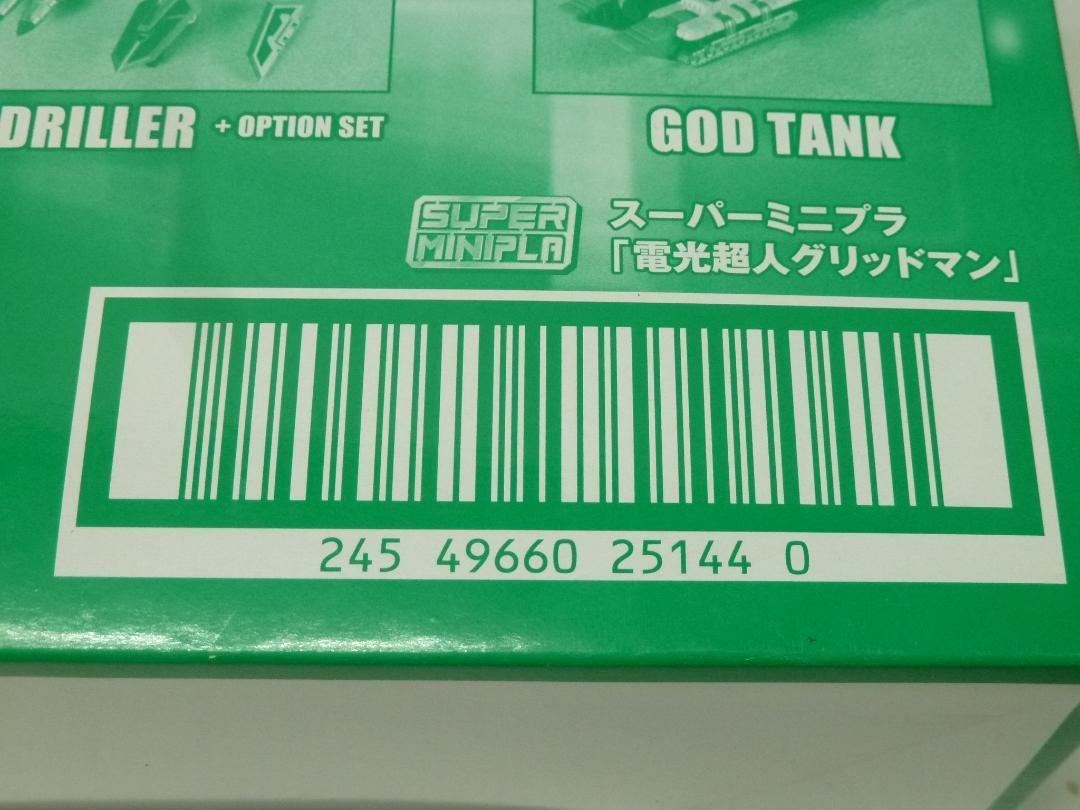 DRILLER + OPTION SET
GOD TANK
SUPER
MINIPLA
スーパーミニプラ
「電光超人グリッドマン」
245 49660 25144 0